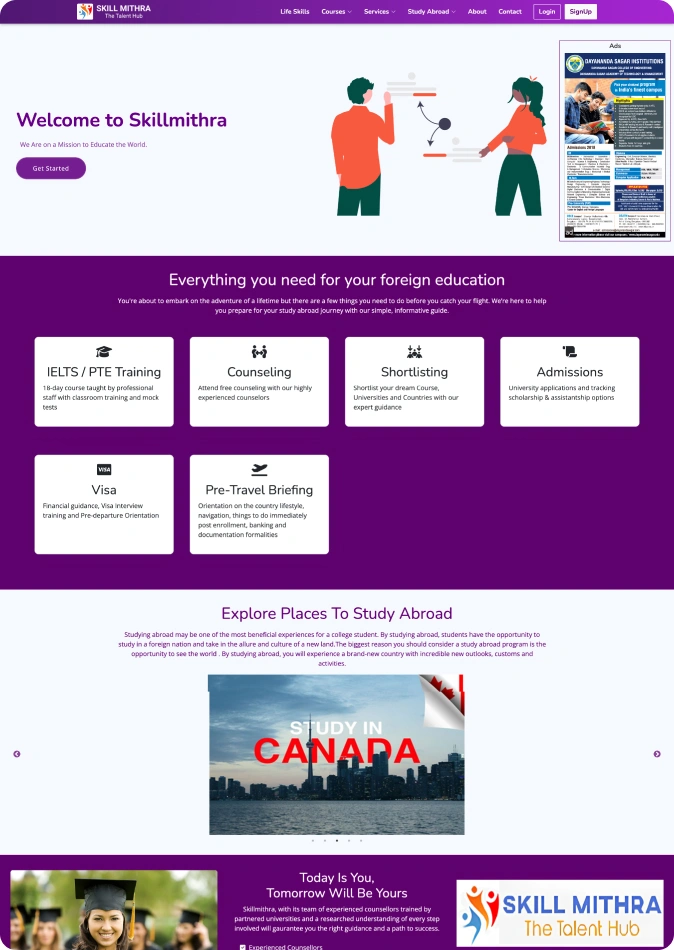 SKILL MITHRA
The Talent Hub
Life Skills
Courses
Services
Study Abroad
About
Contact
Login
SignUp
Ads
DAYANANDA SAGAR INSTITUTIONS
Welcome to Skillmithra
We Are on a Mission to Educate the World.
Get Started
Admissions 2018
Everything you need for your foreign education
You're about to embark on the adventure of a lifetime but there are a few things you need to do before you catch your flight. We're here to help
you prepare for your study abroad journey with our simple, informative guide.
IELTS / PTE Training
18-day course taught by professional
staff with classroom training and mock
tests
Counseling
Attend free counseling with our highly
experienced counselors
Shortlisting
Shortlist your dream Course,
Universities and Countries with our
expert guidance
Admissions
University applications and tracking
scholarship & assistantship options
VISA
Visa
Financial guidance, Visa Interview
training and Pre-departure Orientation
Pre-Travel Briefing
Orientation on the country lifestyle,
navigation, things to do immediately
post enrollment, banking and
documentation formalities
Explore Places To Study Abroad
Studying abroad may be one of the most beneficial experiences for a college student. By studying abroad, students have the opportunity to
study in a foreign nation and take in the allure and culture of a new land.The biggest reason you should consider a study abroad program is the
opportunity to see the world . By studying abroad, you will experience a brand-new country with incredible new outlooks, customs and
activities.
STUDY IN
CANADA
Today Is You,
Tomorrow Will Be Yours
Skillmithra, with its team of experienced counsellors trained by
partnered universities and a researched understanding of every step
involved will gaurantee you the right guidance and a path to success.
Experienced Counsellors
SKILL MITHRA
The Talent Hub